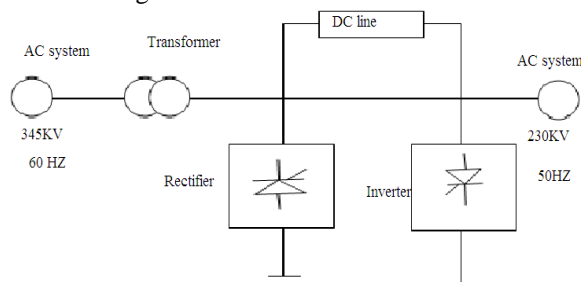 DC line
Transformer
AC system
AC system
345KV
230KV
60 HZ
50HZ
Rectifier
Inverter